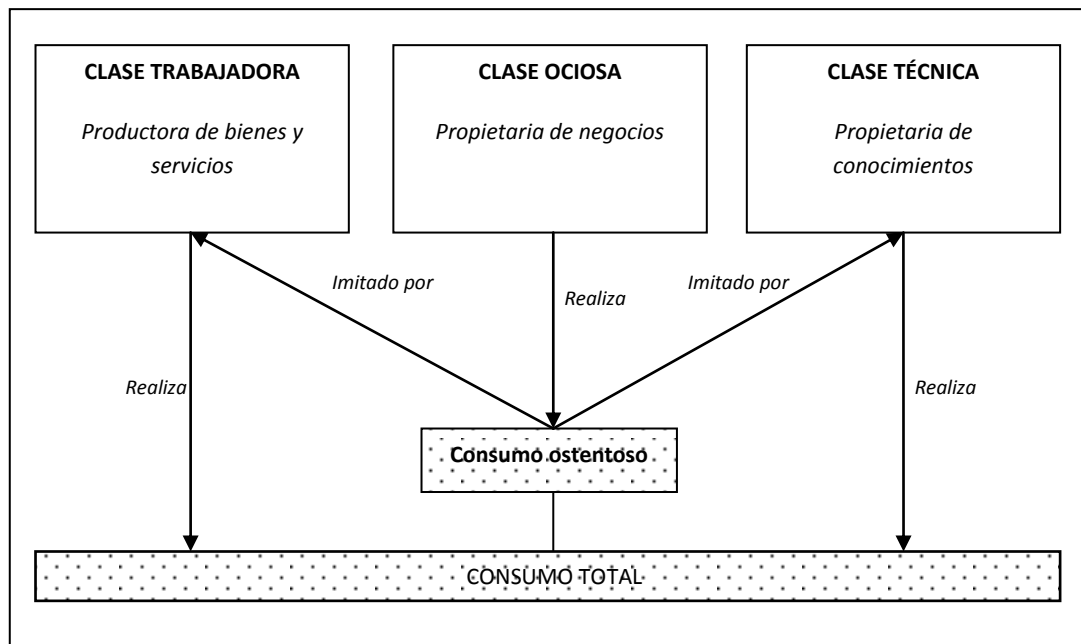 CLASE TRABAJADORA
Productora de bienes y
servicios
CLASE OCIOSA
Propietaria de negocios
CLASE TÉCNICA
Propietaria de
conocimientos
Imitado por
Realiza
Imitado por
Realiza
Realiza
Consumo ostentoso
CONSUMO TOTAL